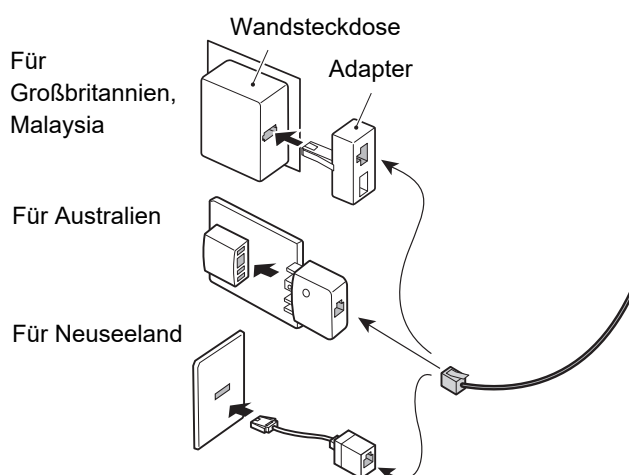 Wandsteckdose
Für
Großbritannien,
Malaysia
Adapter
Für Australien
Für Neuseeland